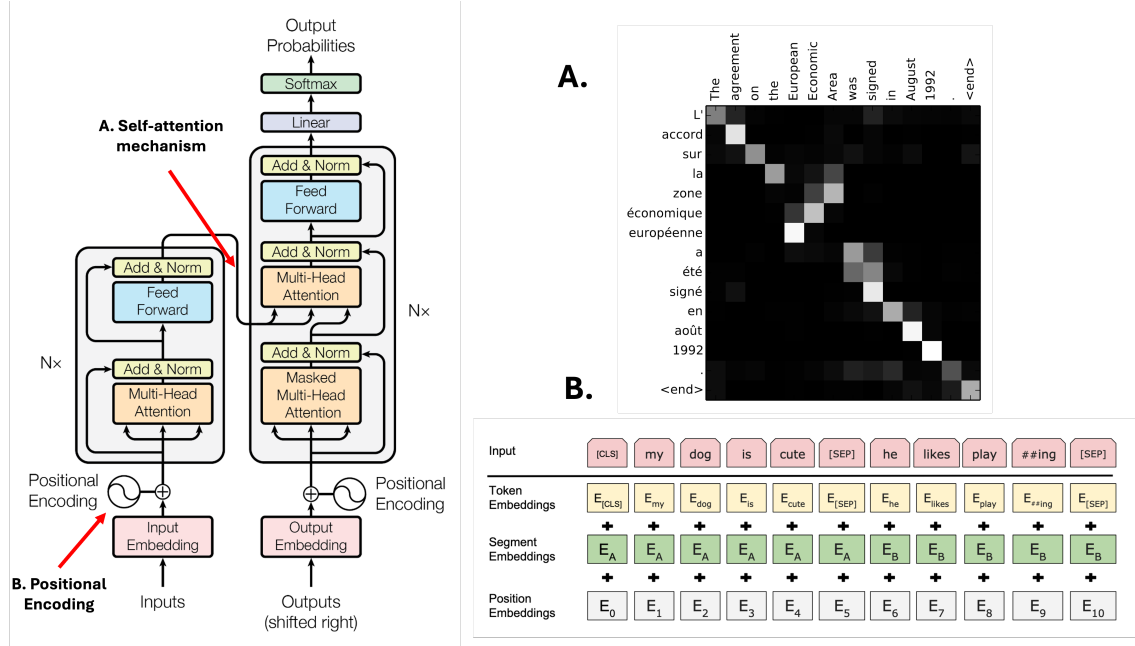 Output
Probabilities
Softmax
Linear
A. Self-attention
mechanism
Add & Norm
Feed
Forward
Add & Norm
Multi-Head
Attention
Add & Norm
Feed
Forward
N×
N×
Add & Norm
Multi-Head
Attention
Add & Norm
Masked
Multi-Head
Attention
Positional
Encoding
Positional
Encoding
Input
Embedding
Output
Embedding
B. Positional
Encoding
Inputs
Outputs
(shifted right)
A.
The agreement on the European Economic Area was signed in August 1992 . <end>
L'
accord
sur
la
zone
économique
européenne
a
été
signé
en
août
1992
.
<end>
B.
Input [CLS] my dog is cute [SEP] he likes play ##ing [SEP]
Token
Embeddings
E[CLS] Emy Edog Eis Ecute E[SEP] Ehe Elikes Eplay E##ing E[SEP]
+ + + + + + + + + + +
Segment
Embeddings
EA EA EA EA EA EA EB EB EB EB EB
+ + + + + + + + + + +
Position
Embeddings
E0 E1 E2 E3 E4 E5 E6 E7 E8 E9 E10